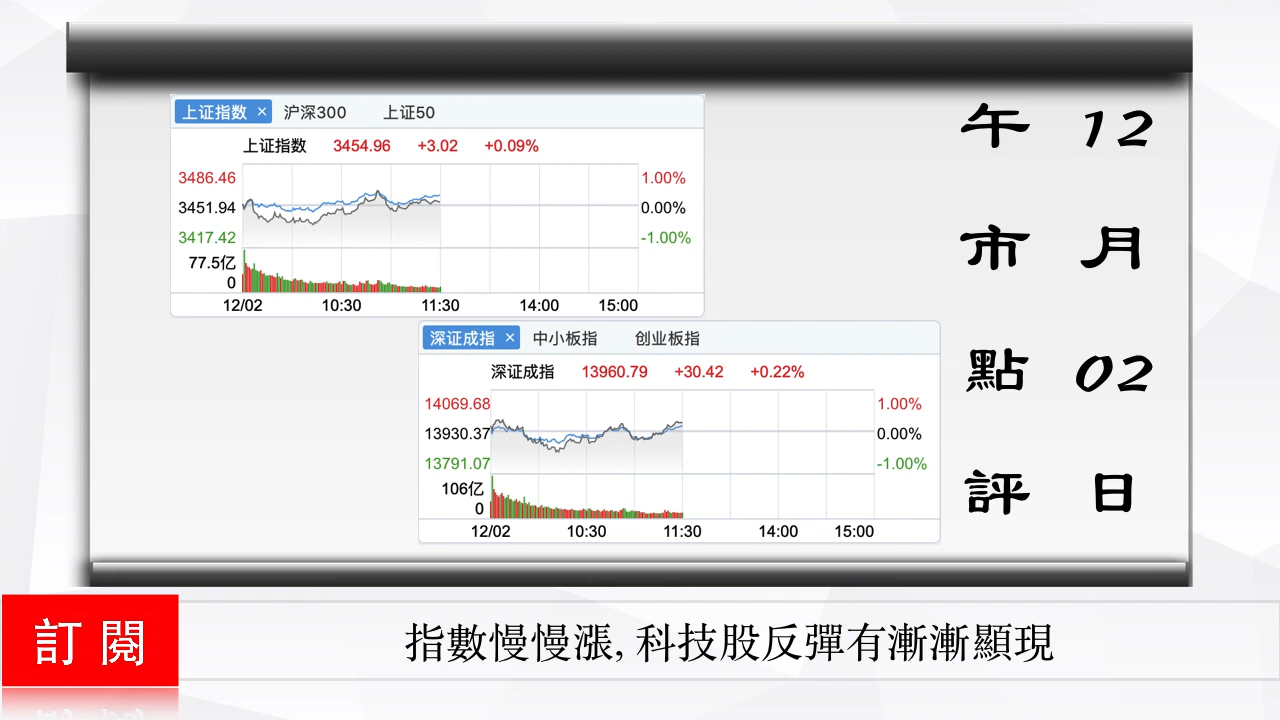 上证指数 × 沪深300 上证50
上证指数 3454.96 +3.02 +0.09%
3486.46 1.00%
3451.94 0.00%
3417.42 -1.00%
77.5亿
0
12/02 10:30 11:30 14:00 15:00
深证成指 × 中小板指 创业板指
深证成指 13960.79 +30.42 +0.22%
14069.68 1.00%
13930.37 0.00%
13791.07 -1.00%
106亿
0
12/02 10:30 11:30 14:00 15:00
12月02日
午市點評
訂閱
指數慢慢漲,科技股反彈有漸漸顯現